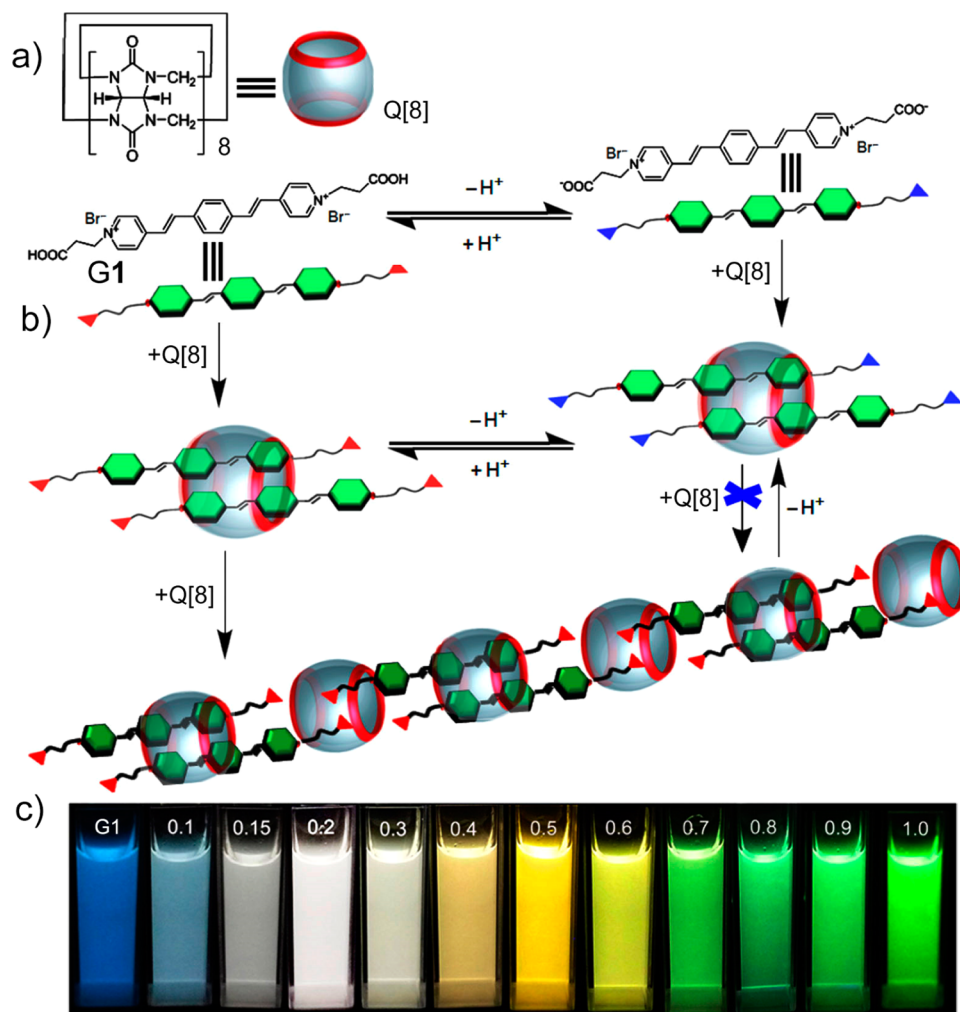 a)
O
N N CH₂
H H
N N CH₂
O
8
Q[8]
COO⁻
N⁺
Br⁻
Br⁻
N⁺
⁻OOC
COOH
N⁺
Br⁻
Br⁻
N⁺
HOOC
G1
–H⁺
+H⁺
b)
+Q[8]
+Q[8]
–H⁺
+H⁺
+Q[8]
–H⁺
+Q[8]
c)
G1 0.1 0.15 0.2 0.3 0.4 0.5 0.6 0.7 0.8 0.9 1.0